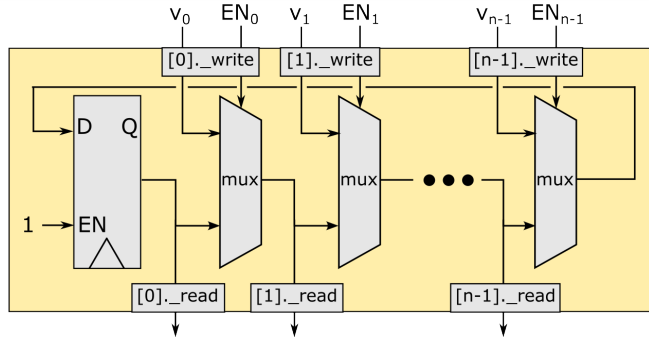 v0 EN0 v1 EN1 vn-1 ENn-1
[0]._write [1]._write [n-1]._write
D Q
mux mux mux
1 EN
[0]._read [1]._read [n-1]._read